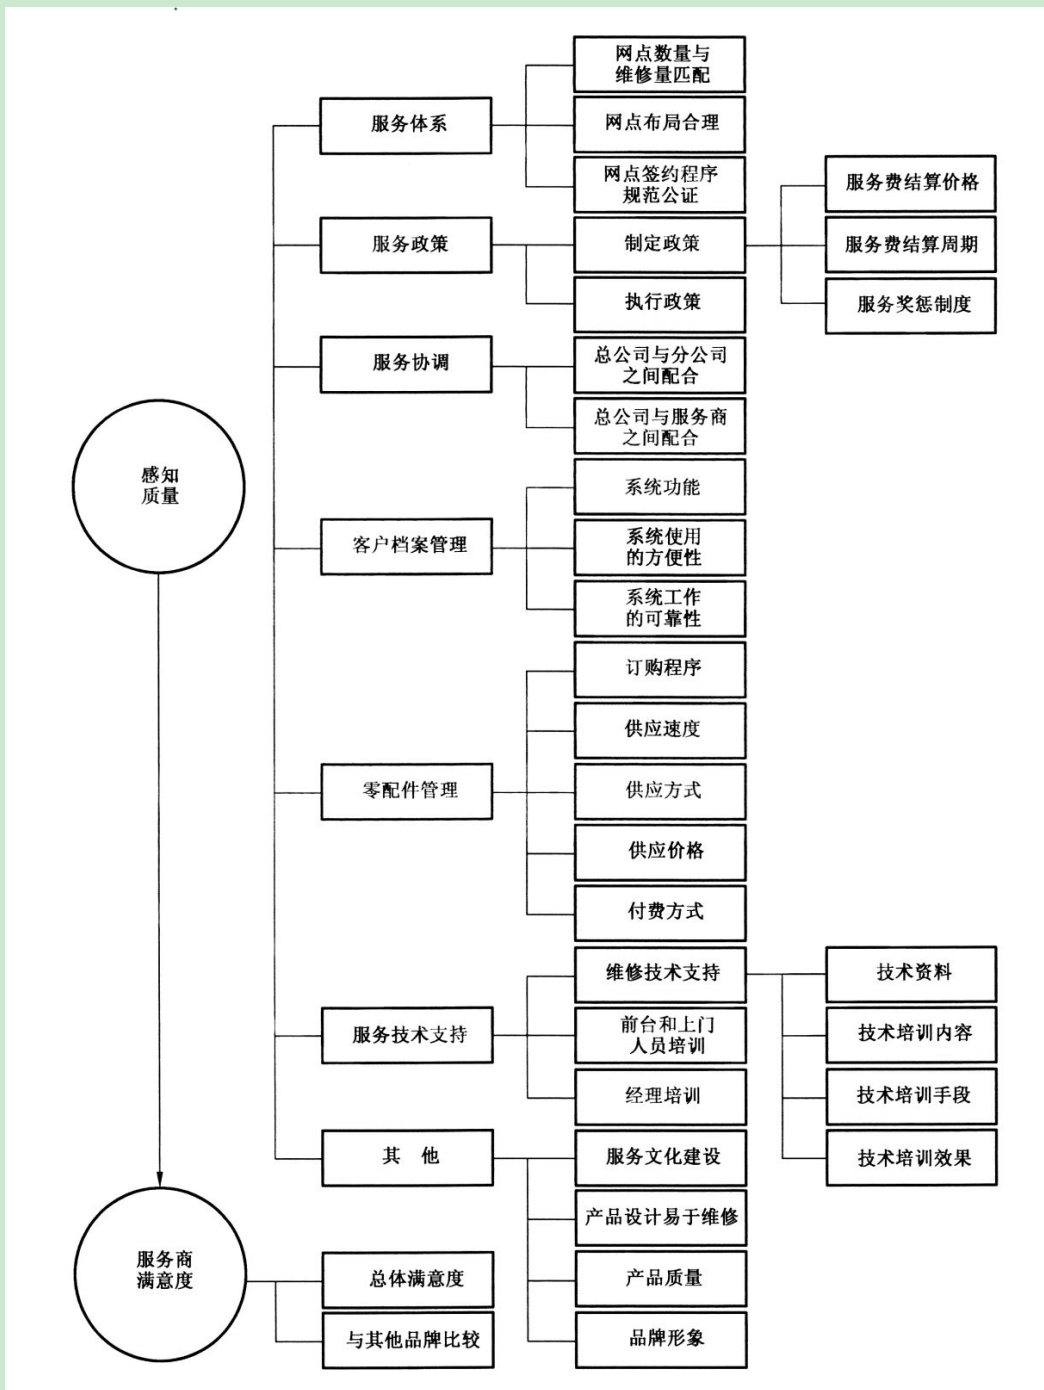 网点数量与
维修量匹配
服务体系
网点布局合理
网点签约程序
规范公证
服务费结算价格
服务政策
制定政策
服务费结算周期
执行政策
服务奖惩制度
服务协调
总公司与分公司
之间配合
总公司与服务商
之间配合
感知
质量
系统功能
客户档案管理
系统使用
的方便性
系统工作
的可靠性
订购程序
供应速度
零配件管理
供应方式
供应价格
付费方式
维修技术支持
技术资料
服务技术支持
前台和上门
人员培训
技术培训内容
经理培训
技术培训手段
其 他
服务文化建设
技术培训效果
产品设计易于维修
服务商
满意度
总体满意度
产品质量
与其他品牌比较
品牌形象